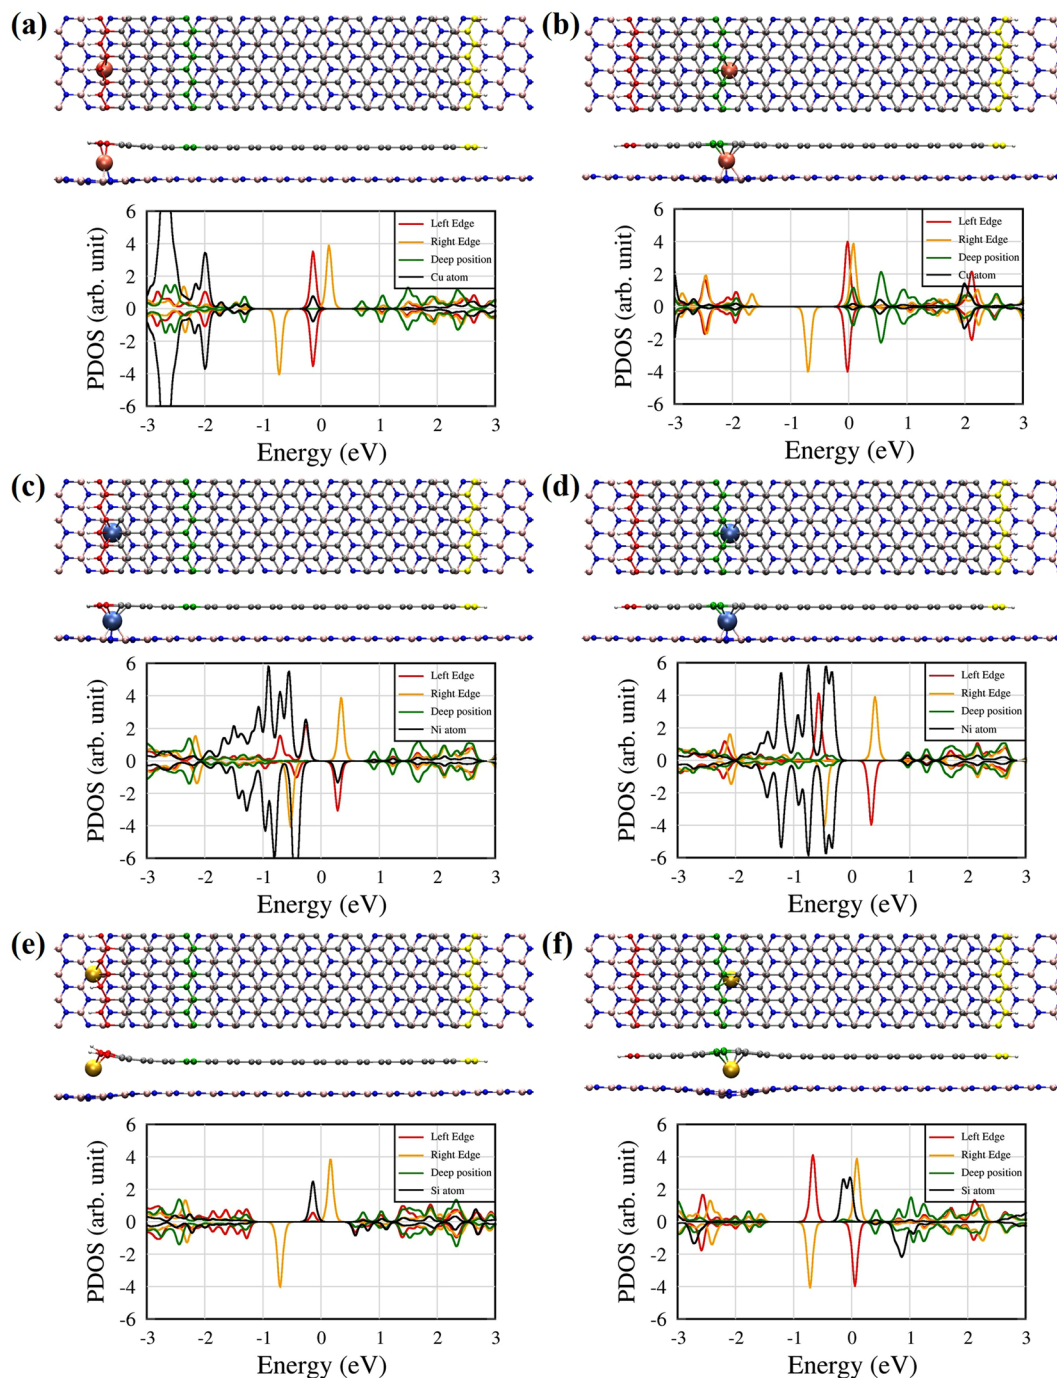 (a)
PDOS (arb. unit)
6
4
2
0
-2
-4
-6
Left Edge
Right Edge
Deep position
Cu atom
-3 -2 -1 0 1 2 3
Energy (eV)
(b)
PDOS (arb. unit)
6
4
2
0
-2
-4
-6
Left Edge
Right Edge
Deep position
Cu atom
-3 -2 -1 0 1 2 3
Energy (eV)
(c)
PDOS (arb. unit)
6
4
2
0
-2
-4
-6
Left Edge
Right Edge
Deep position
Ni atom
-3 -2 -1 0 1 2 3
Energy (eV)
(d)
PDOS (arb. unit)
6
4
2
0
-2
-4
-6
Left Edge
Right Edge
Deep position
Ni atom
-3 -2 -1 0 1 2 3
Energy (eV)
(e)
PDOS (arb. unit)
6
4
2
0
-2
-4
-6
Left Edge
Right Edge
Deep position
Si atom
-3 -2 -1 0 1 2 3
Energy (eV)
(f)
PDOS (arb. unit)
6
4
2
0
-2
-4
-6
Left Edge
Right Edge
Deep position
Si atom
-3 -2 -1 0 1 2 3
Energy (eV)